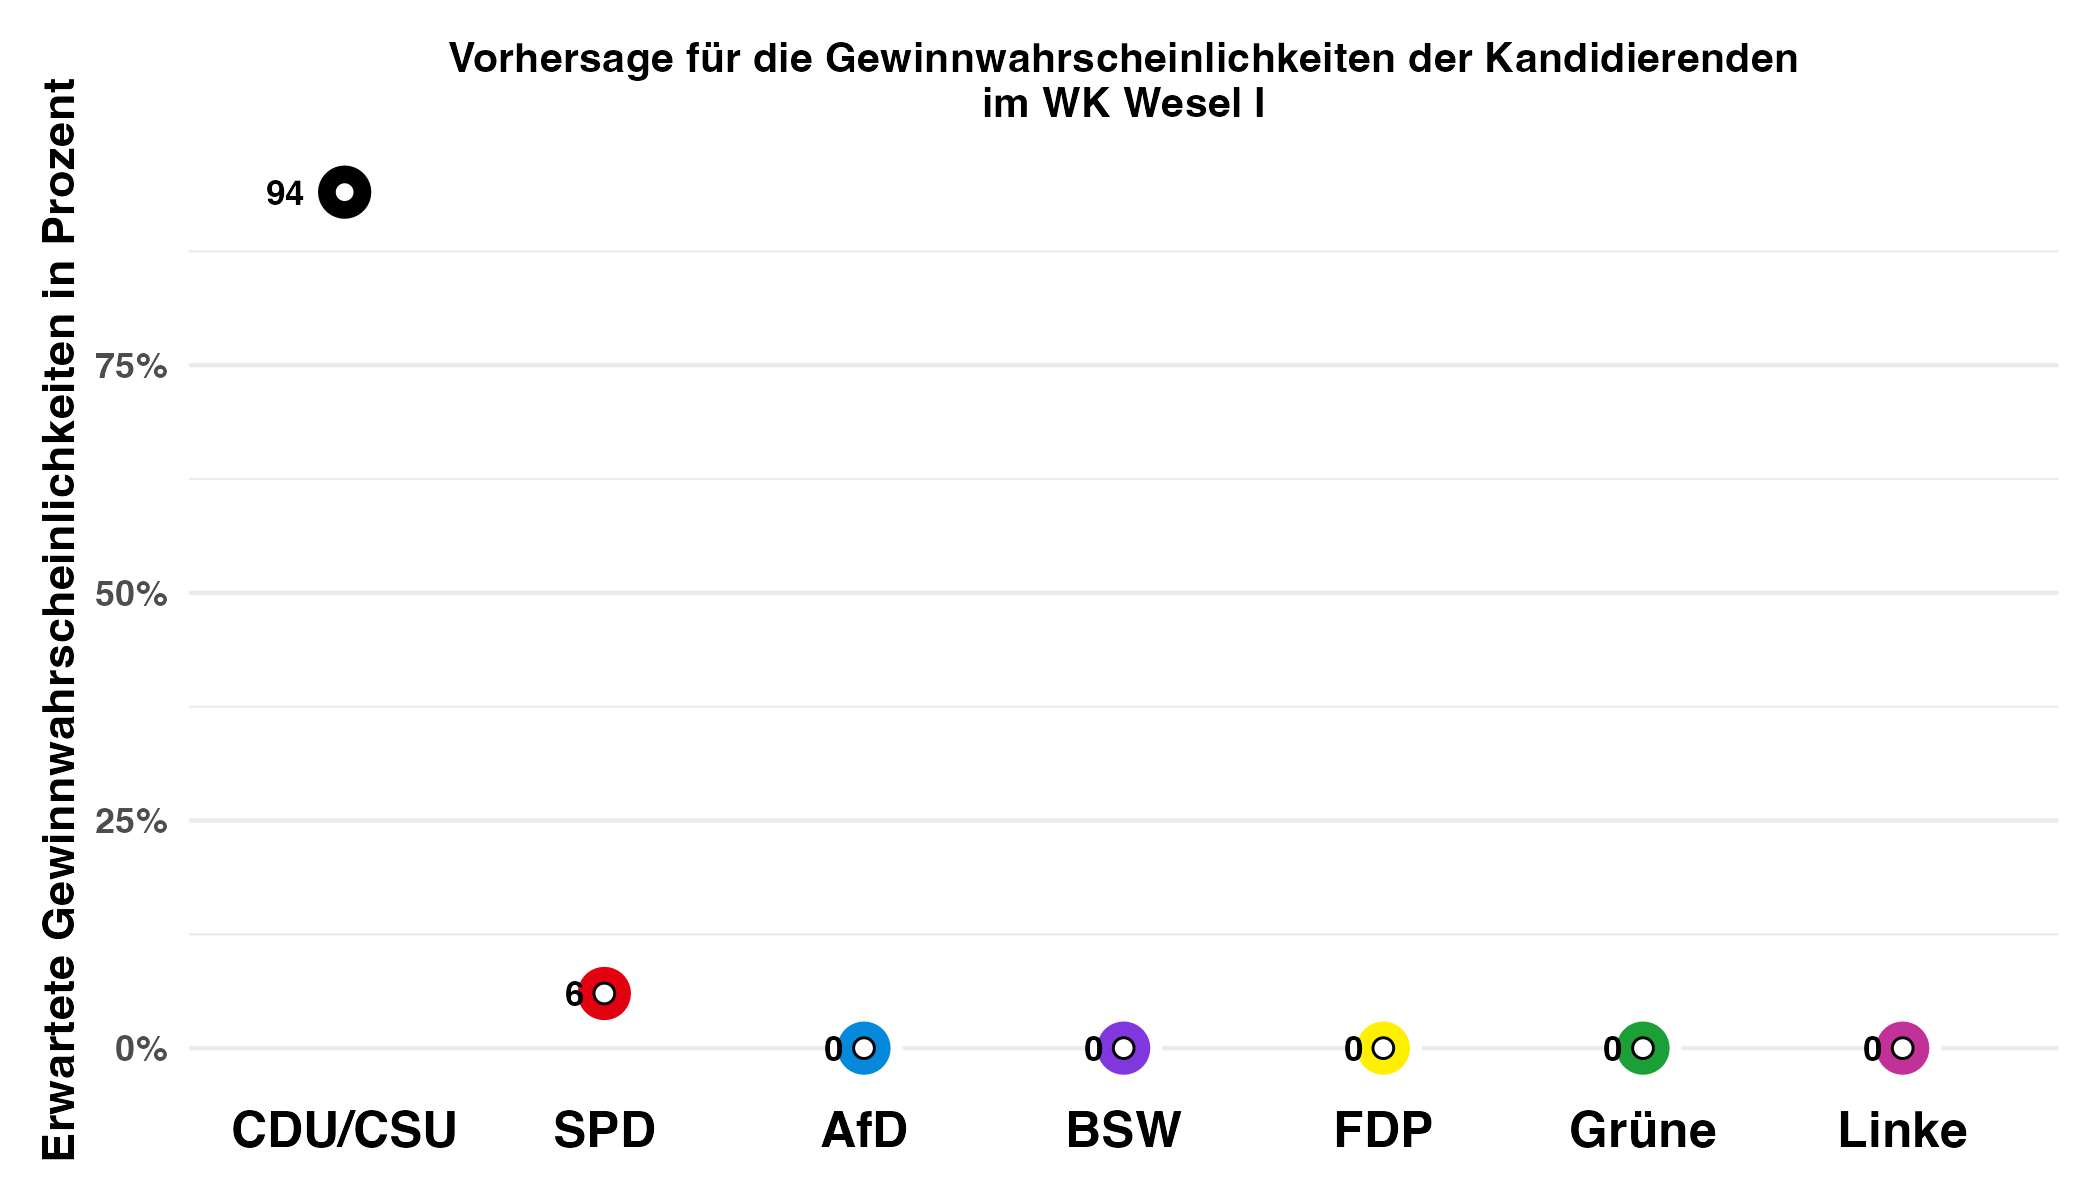 Vorhersage für die Gewinnwahrscheinlichkeiten der Kandidierenden
im WK Wesel I
Erwartete Gewinnwahrscheinlichkeiten in Prozent
94
75%
50%
25%
6
0%
0
0
0
0
0
CDU/CSU
SPD
AfD
BSW
FDP
Grüne
Linke